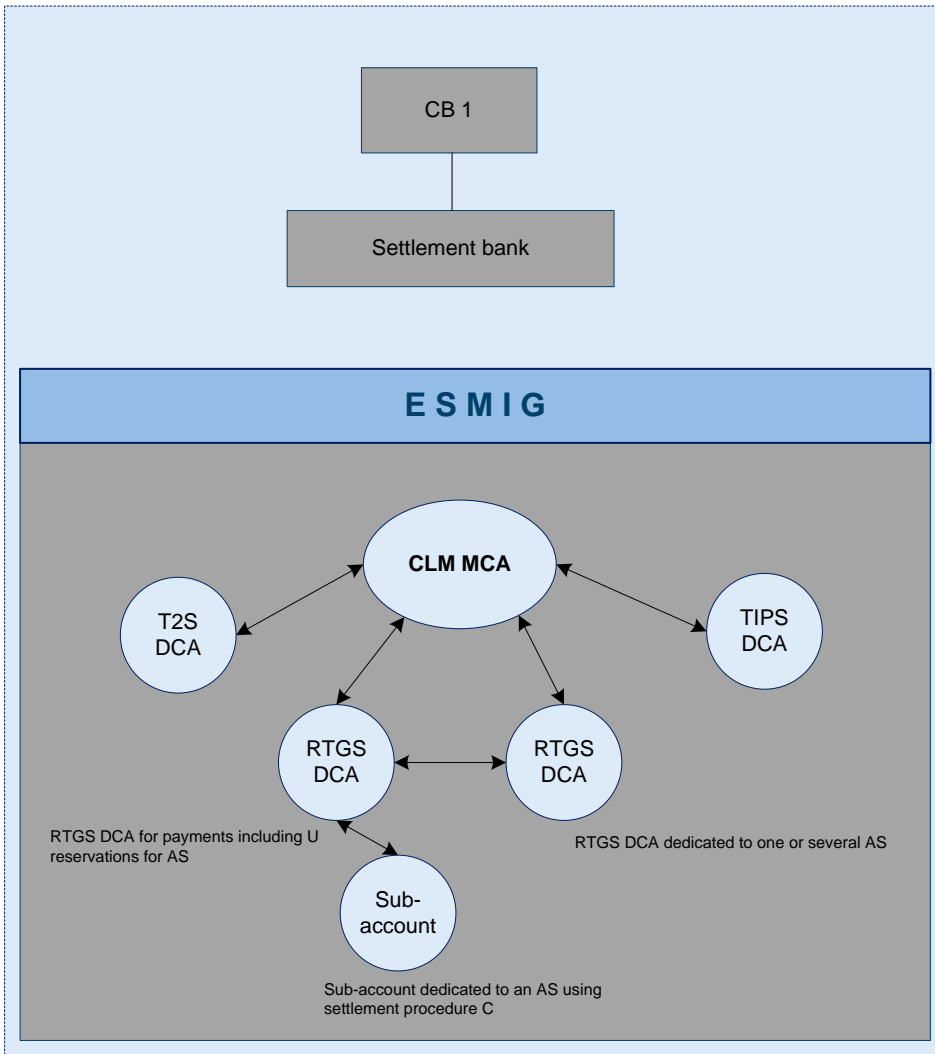 CB 1
Settlement bank
E S M I G
CLM MCA
T2S
DCA
TIPS
DCA
RTGS
DCA
RTGS
DCA
RTGS DCA for payments including U
reservations for AS
RTGS DCA dedicated to one or several AS
Sub-
account
Sub-account dedicated to an AS using
settlement procedure C